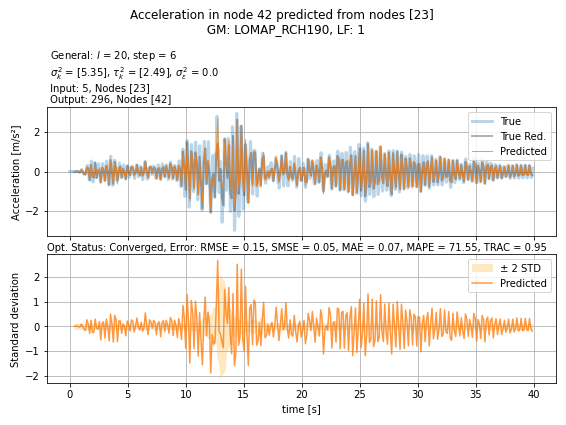 Acceleration in node 42 predicted from nodes [23]
GM: LOMAP_RCH190, LF: 1
General: l = 20, step = 6
σ²ₖ = [5.35], τ²ₖ = [2.49], σ²ε = 0.0
Input: 5, Nodes [23]
Output: 296, Nodes [42]
Acceleration [m/s²]
2
0
−2
True
True Red.
Predicted
Opt. Status: Converged, Error: RMSE = 0.15, SMSE = 0.05, MAE = 0.07, MAPE = 71.55, TRAC = 0.95
Standard deviation
2
1
0
−1
−2
± 2 STD
Predicted
0 5 10 15 20 25 30 35 40
time [s]